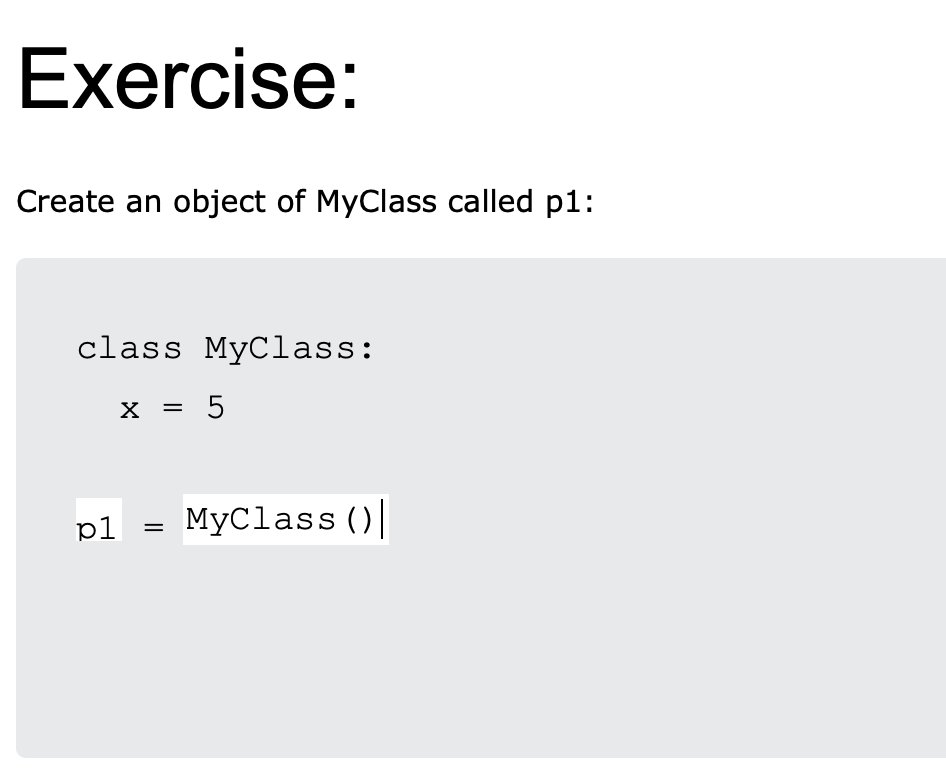 Exercise:
Create an object of MyClass called p1:
class MyClass:
  x = 5
p1 = MyClass()